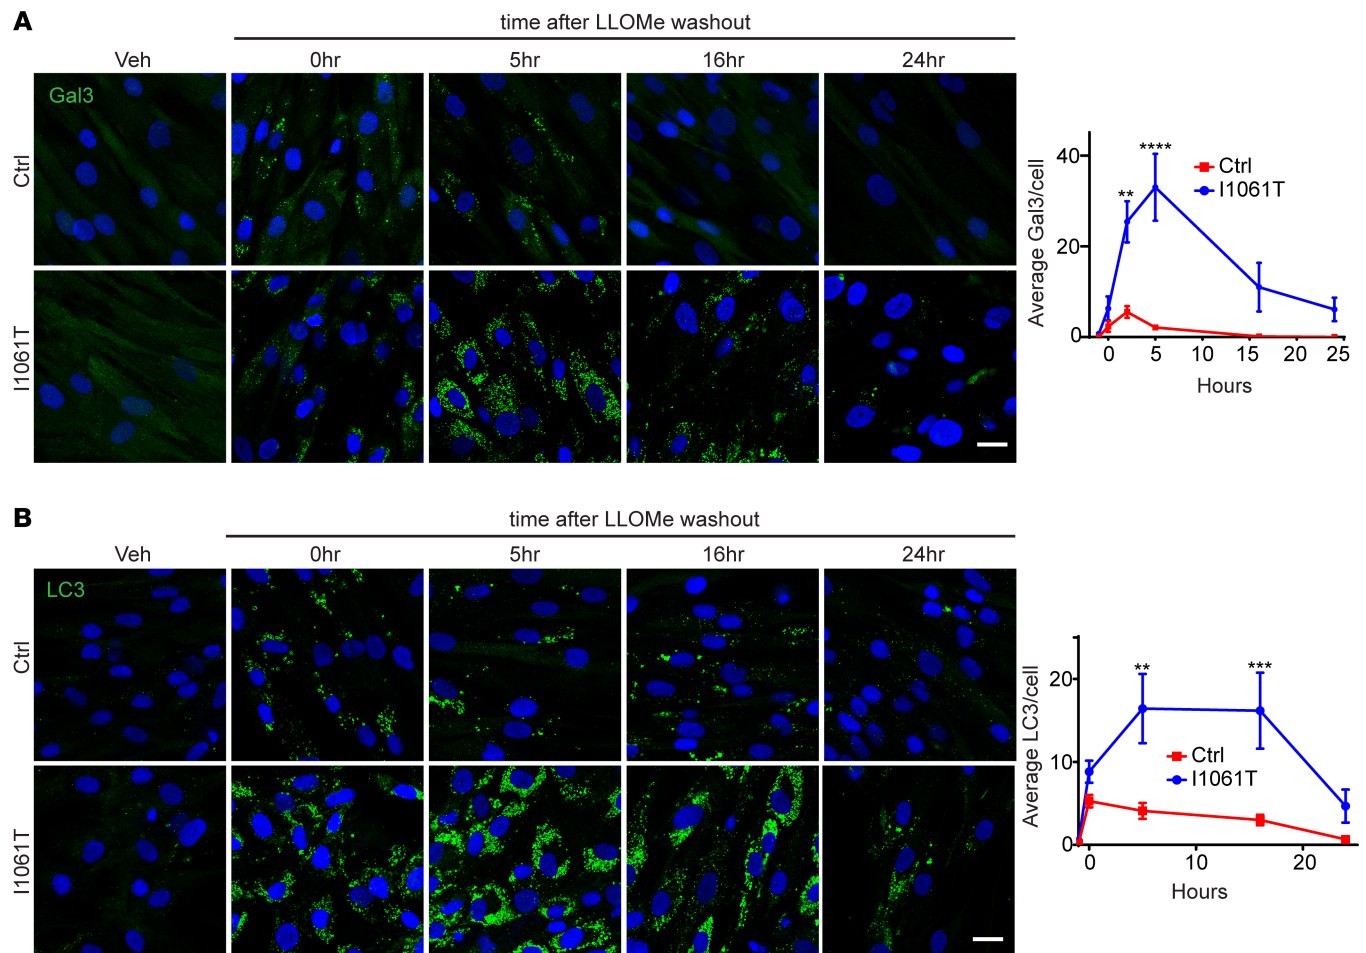 A
time after LLOMe washout
Veh 0hr 5hr 16hr 24hr
Gal3
Ctrl
I1061T
Average Gal3/cell
40
20
0
**
****
Ctrl
I1061T
0 5 10 15 20 25
Hours
B
time after LLOMe washout
Veh 0hr 5hr 16hr 24hr
LC3
Ctrl
I1061T
Average LC3/cell
20
10
0
** ***
Ctrl
I1061T
0 10 20
Hours